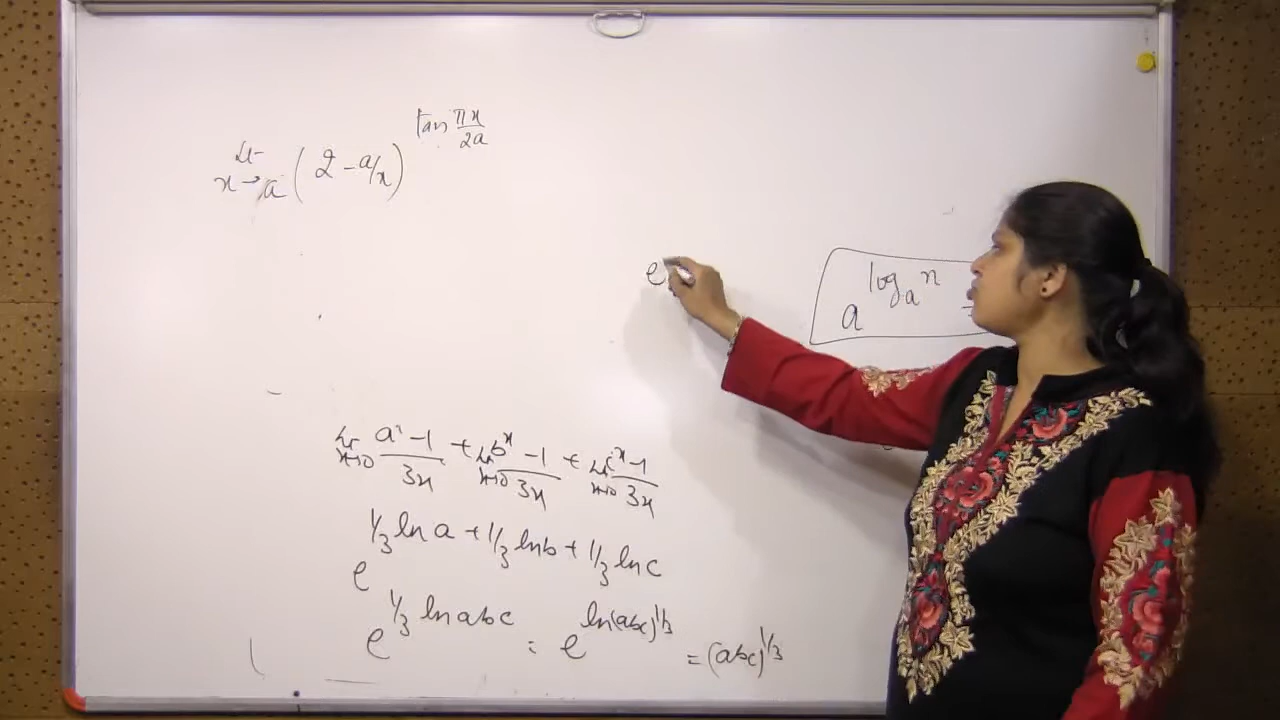 Lt x→a (2 - a/x)^tan πx/2a
e
a^log_a n =
Lt x→0 a^x - 1 / 3x + Lt x→0 b^x - 1 / 3x + Lt x→0 c^x - 1 / 3x
e^1/3 ln a + 1/3 ln b + 1/3 ln c
e^1/3 ln abc = e^ln(abc)^1/3 = (abc)^1/3